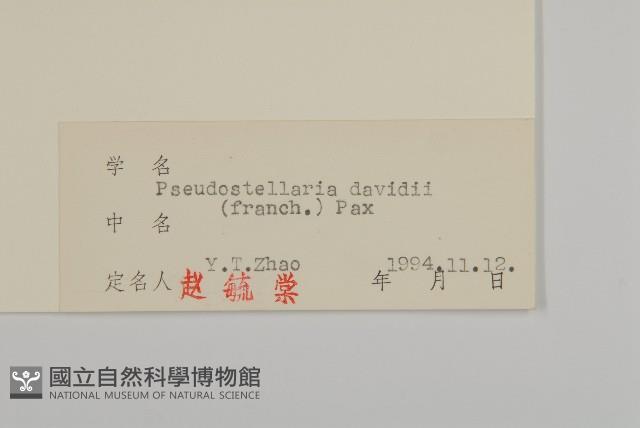 学 名
Pseudostellaria davidii
(franch.) Pax
中 名
Y.T.Zhao 1994.11.12.
定名人 赵 毓 棠 年 月 日
國立自然科學博物館
NATIONAL MUSEUM OF NATURAL SCIENCE